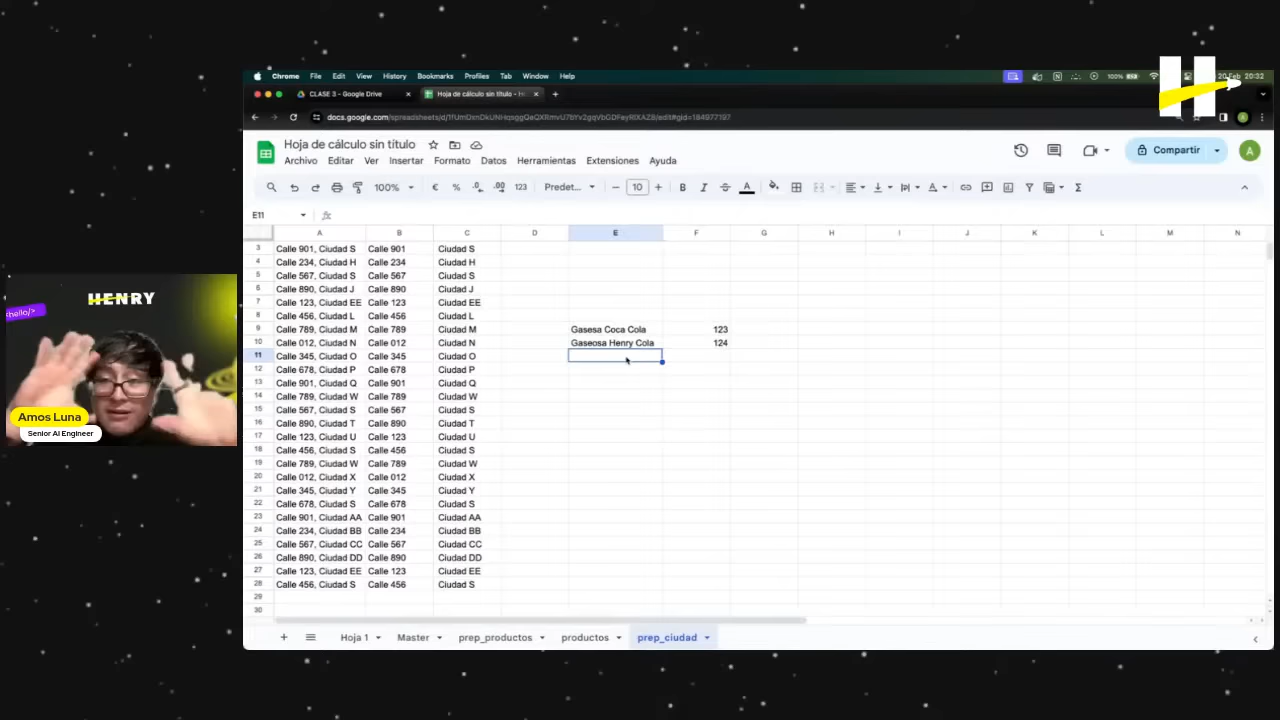 Chrome File Edit View History Bookmarks Profiles Tab Window Help
100% 20 Feb 20:32
CLASE 3 - Google Drive
Hoja de cálculo sin título - H
Hoja de cálculo sin título
Archivo Editar Ver Insertar Formato Datos Herramientas Extensiones Ayuda
Compartir
A
100% € % .0 .00 123 Predet... 10 B I A
E11
A B C D E F G H I J K L M N
3 Calle 901, Ciudad S Calle 901 Ciudad S
4 Calle 234, Ciudad H Calle 234 Ciudad H
5 Calle 567, Ciudad S Calle 567 Ciudad S
6 Calle 890, Ciudad J Calle 890 Ciudad J
7 Calle 123, Ciudad EE Calle 123 Ciudad EE
8 Calle 456, Ciudad L Calle 456 Ciudad L
9 Calle 789, Ciudad M Calle 789 Ciudad M Gasesa Coca Cola 123
10 Calle 012, Ciudad N Calle 012 Ciudad N Gaseosa Henry Cola 124
11 Calle 345, Ciudad O Calle 345 Ciudad O
12 Calle 678, Ciudad P Calle 678 Ciudad P
13 Calle 901, Ciudad Q Calle 901 Ciudad Q
14 Calle 789, Ciudad W Calle 789 Ciudad W
15 Calle 567, Ciudad S Calle 567 Ciudad S
16 Calle 890, Ciudad T Calle 890 Ciudad T
17 Calle 123, Ciudad U Calle 123 Ciudad U
18 Calle 456, Ciudad S Calle 456 Ciudad S
19 Calle 789, Ciudad W Calle 789 Ciudad W
20 Calle 012, Ciudad X Calle 012 Ciudad X
21 Calle 345, Ciudad Y Calle 345 Ciudad Y
22 Calle 678, Ciudad S Calle 678 Ciudad S
23 Calle 901, Ciudad AA Calle 901 Ciudad AA
24 Calle 234, Ciudad BB Calle 234 Ciudad BB
25 Calle 567, Ciudad CC Calle 567 Ciudad CC
26 Calle 890, Ciudad DD Calle 890 Ciudad DD
27 Calle 123, Ciudad EE Calle 123 Ciudad EE
28 Calle 456, Ciudad S Calle 456 Ciudad S
29
30
Hoja 1 Master prep_productos productos prep_ciudad
HENRY
<hello/>
Amos Luna
Senior AI Engineer
H